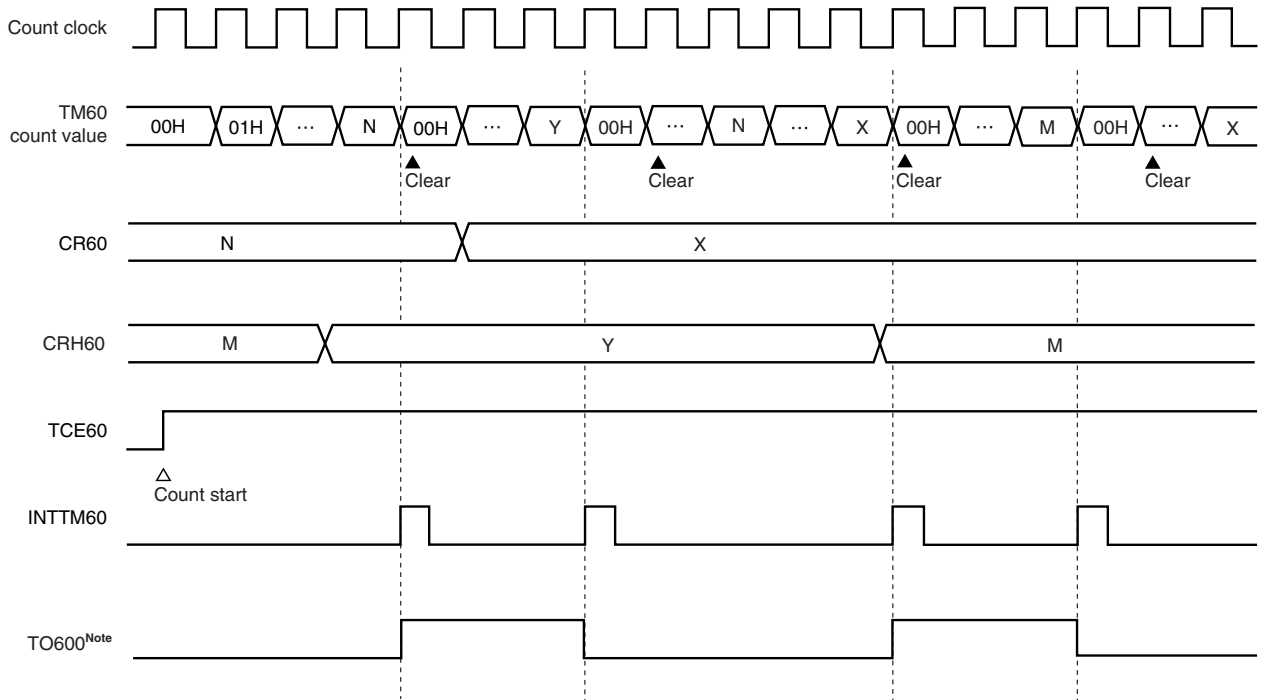 Count clock
TM60
count value
00H 01H ... N 00H ... Y 00H ... N ... X 00H ... M 00H ... X
Clear Clear Clear Clear
CR60 N X
CRH60 M Y M
TCE60
Count start
INTTM60
TO600Note